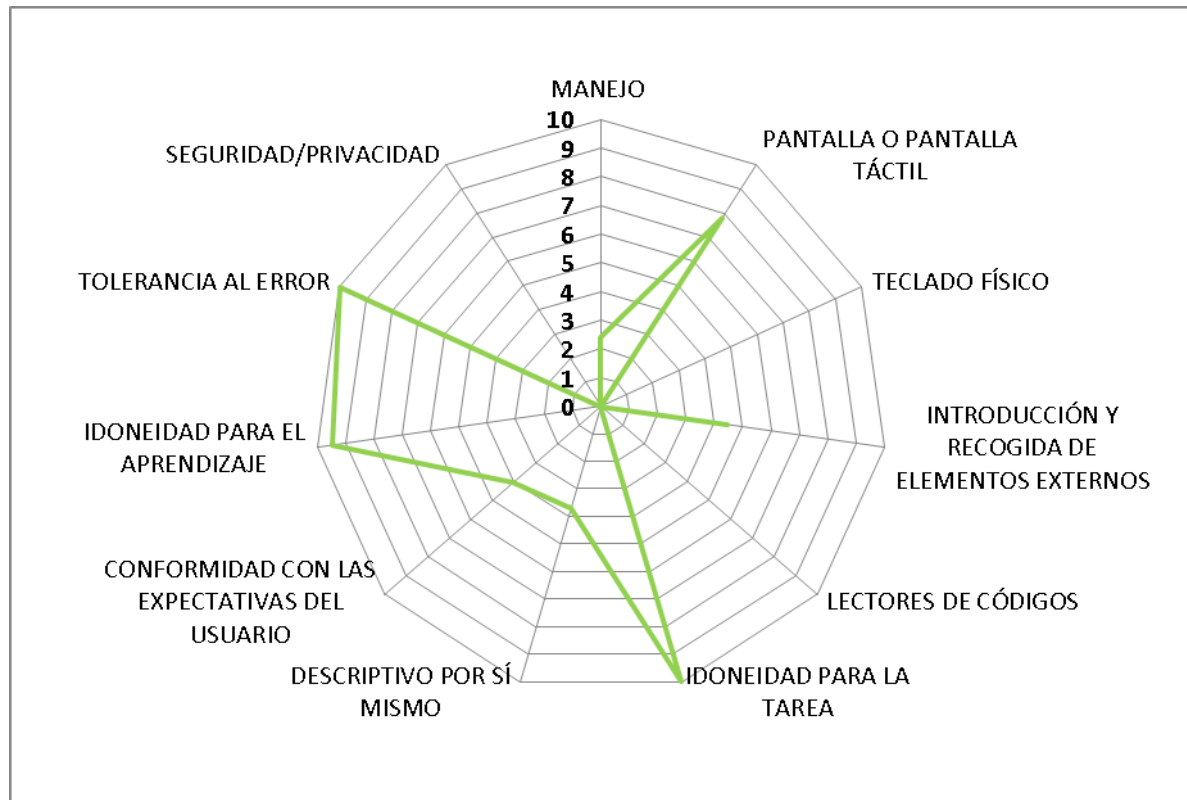 MANEJO
10
9
8
7
6
5
4
3
2
1
0
PANTALLA O PANTALLA
TÁCTIL
TECLADO FÍSICO
INTRODUCCIÓN Y
RECOGIDA DE
ELEMENTOS EXTERNOS
LECTORES DE CÓDIGOS
IDONEIDAD PARA LA
TAREA
DESCRIPTIVO POR SÍ
MISMO
CONFORMIDAD CON LAS
EXPECTATIVAS DEL
USUARIO
IDONEIDAD PARA EL
APRENDIZAJE
TOLERANCIA AL ERROR
SEGURIDAD/PRIVACIDAD